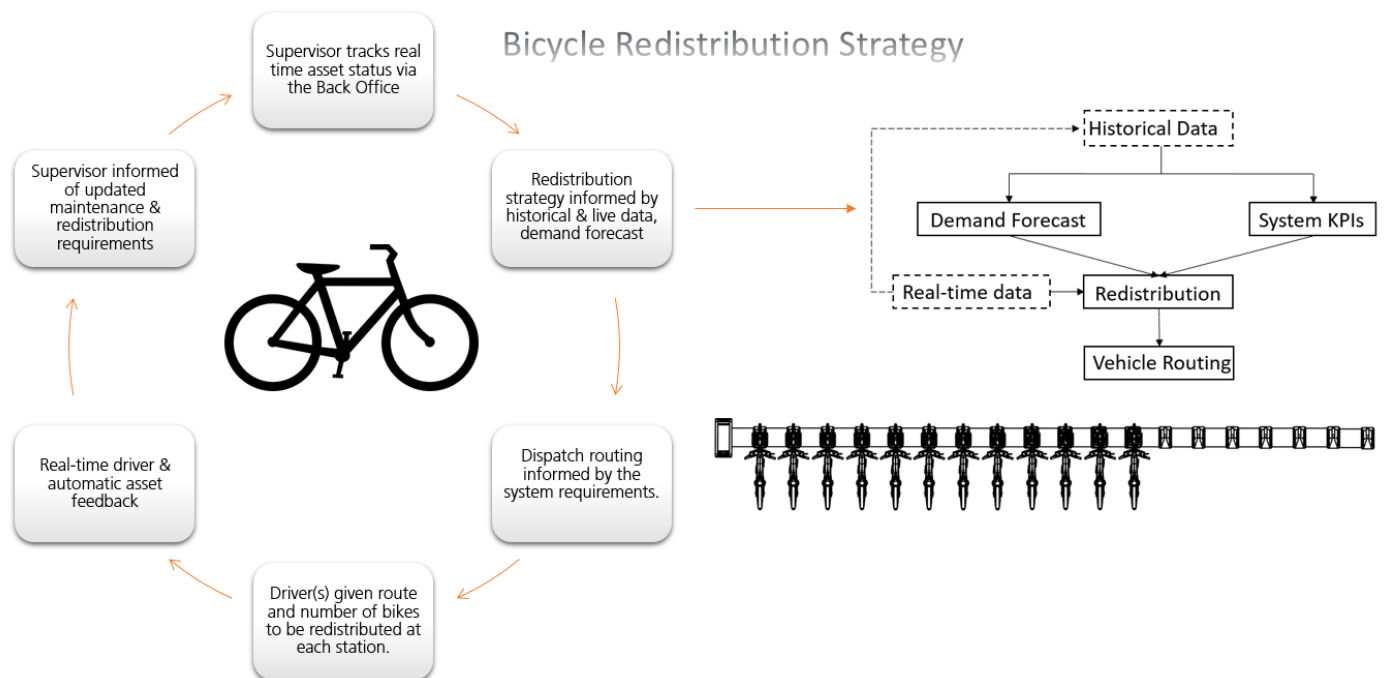 Bicycle Redistribution Strategy
Supervisor tracks real
time asset status via
the Back Office
Redistribution
strategy informed by
historical & live data,
demand forecast
Dispatch routing
informed by the
system requirements.
Driver(s) given route
and number of bikes
to be redistributed at
each station.
Real-time driver &
automatic asset
feedback
Supervisor informed
of updated
maintenance &
redistribution
requirements
Historical Data
Demand Forecast
System KPIs
Real-time data
Redistribution
Vehicle Routing